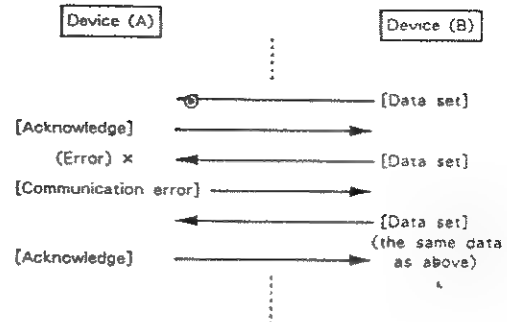 Device (A)
Device (B)
[Data set]
[Acknowledge]
(Error) ×
[Data set]
[Communication error]
[Data set]
(the same data
as above)
[Acknowledge]